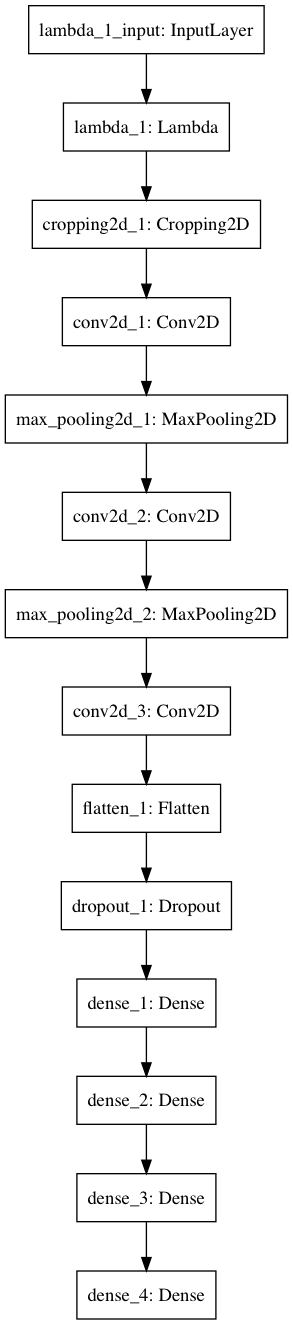 lambda_1_input: InputLayer
lambda_1: Lambda
cropping2d_1: Cropping2D
conv2d_1: Conv2D
max_pooling2d_1: MaxPooling2D
conv2d_2: Conv2D
max_pooling2d_2: MaxPooling2D
conv2d_3: Conv2D
flatten_1: Flatten
dropout_1: Dropout
dense_1: Dense
dense_2: Dense
dense_3: Dense
dense_4: Dense